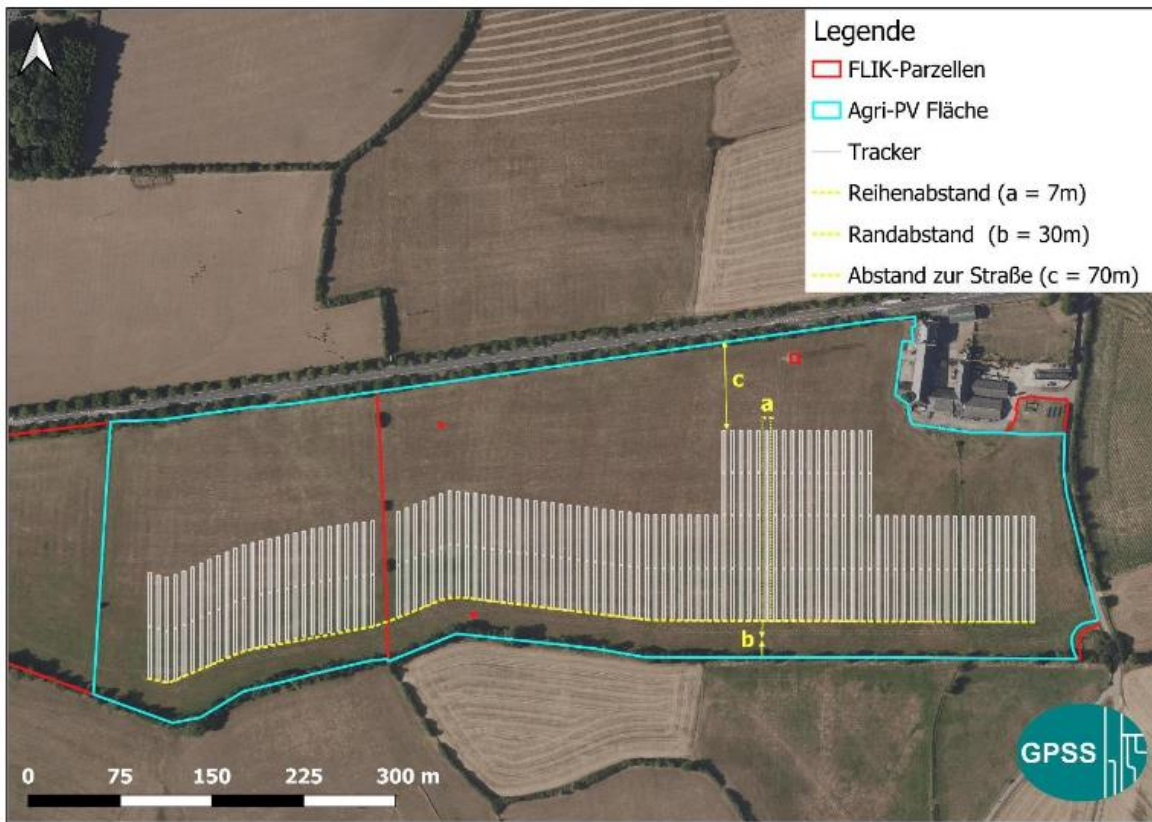 Legende
FLIK-Parzellen
Agri-PV Fläche
Tracker
Reihenabstand (a = 7m)
Randabstand (b = 30m)
Abstand zur Straße (c = 70m)
c
a
b
0 75 150 225 300 m
GPSS